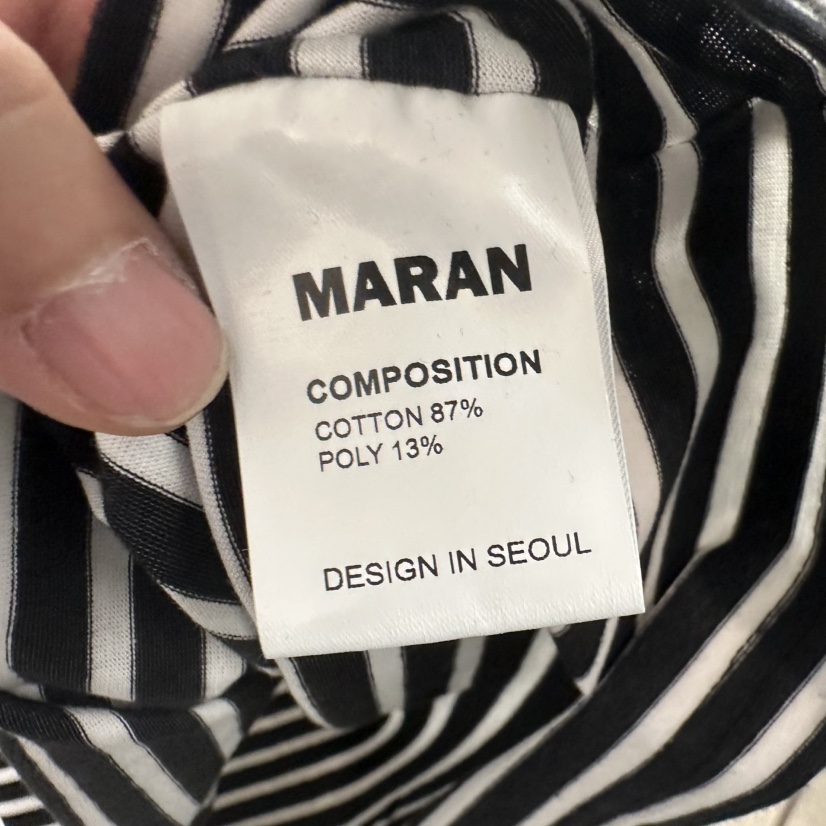 MARAN
COMPOSITION
COTTON 87%
POLY 13%
DESIGN IN SEOUL